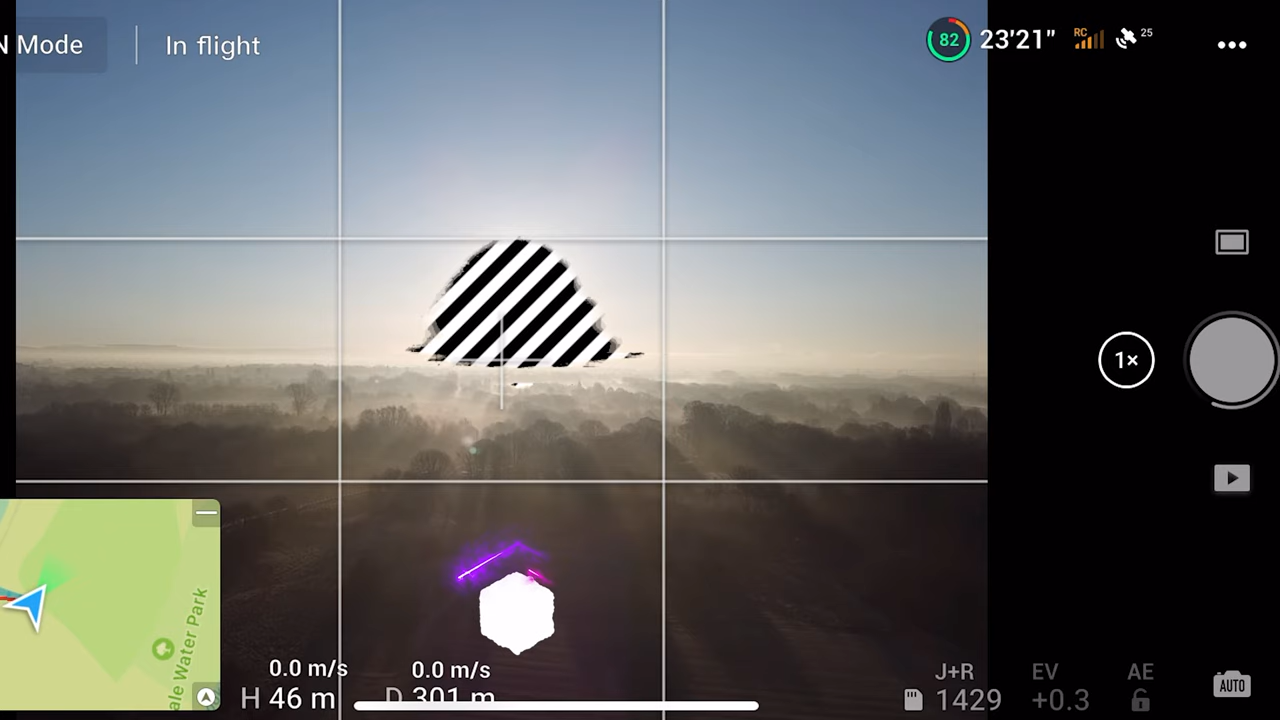 N Mode
In flight
82
23'21"
RC
25
1×
ale Water Park
0.0 m/s
0.0 m/s
H 46 m
D 301 m
J+R
1429
EV
+0.3
AE
AUTO